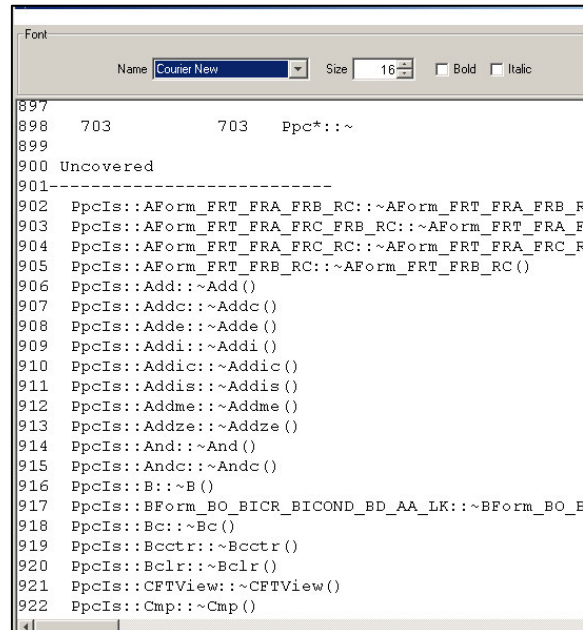 Font
Name Courier New Size 16 Bold Italic
897
898 703 703 Ppc*::~
899
900 Uncovered
901----------------------------
902 PpcIs::AForm_FRT_FRA_FRB_RC::~AForm_FRT_FRA_FRB_R
903 PpcIs::AForm_FRT_FRA_FRC_FRB_RC::~AForm_FRT_FRA_F
904 PpcIs::AForm_FRT_FRA_FRC_RC::~AForm_FRT_FRA_FRC_R
905 PpcIs::AForm_FRT_FRB_RC::~AForm_FRT_FRB_RC()
906 PpcIs::Add::~Add()
907 PpcIs::Addc::~Addc()
908 PpcIs::Adde::~Adde()
909 PpcIs::Addi::~Addi()
910 PpcIs::Addic::~Addic()
911 PpcIs::Addis::~Addis()
912 PpcIs::Addme::~Addme()
913 PpcIs::Addze::~Addze()
914 PpcIs::And::~And()
915 PpcIs::Andc::~Andc()
916 PpcIs::B::~B()
917 PpcIs::BForm_BO_BICR_BICOND_BD_AA_LK::~BForm_BO_B
918 PpcIs::Bc::~Bc()
919 PpcIs::Bcctr::~Bcctr()
920 PpcIs::Bclr::~Bclr()
921 PpcIs::CFTView::~CFTView()
922 PpcIs::Cmp::~Cmp()